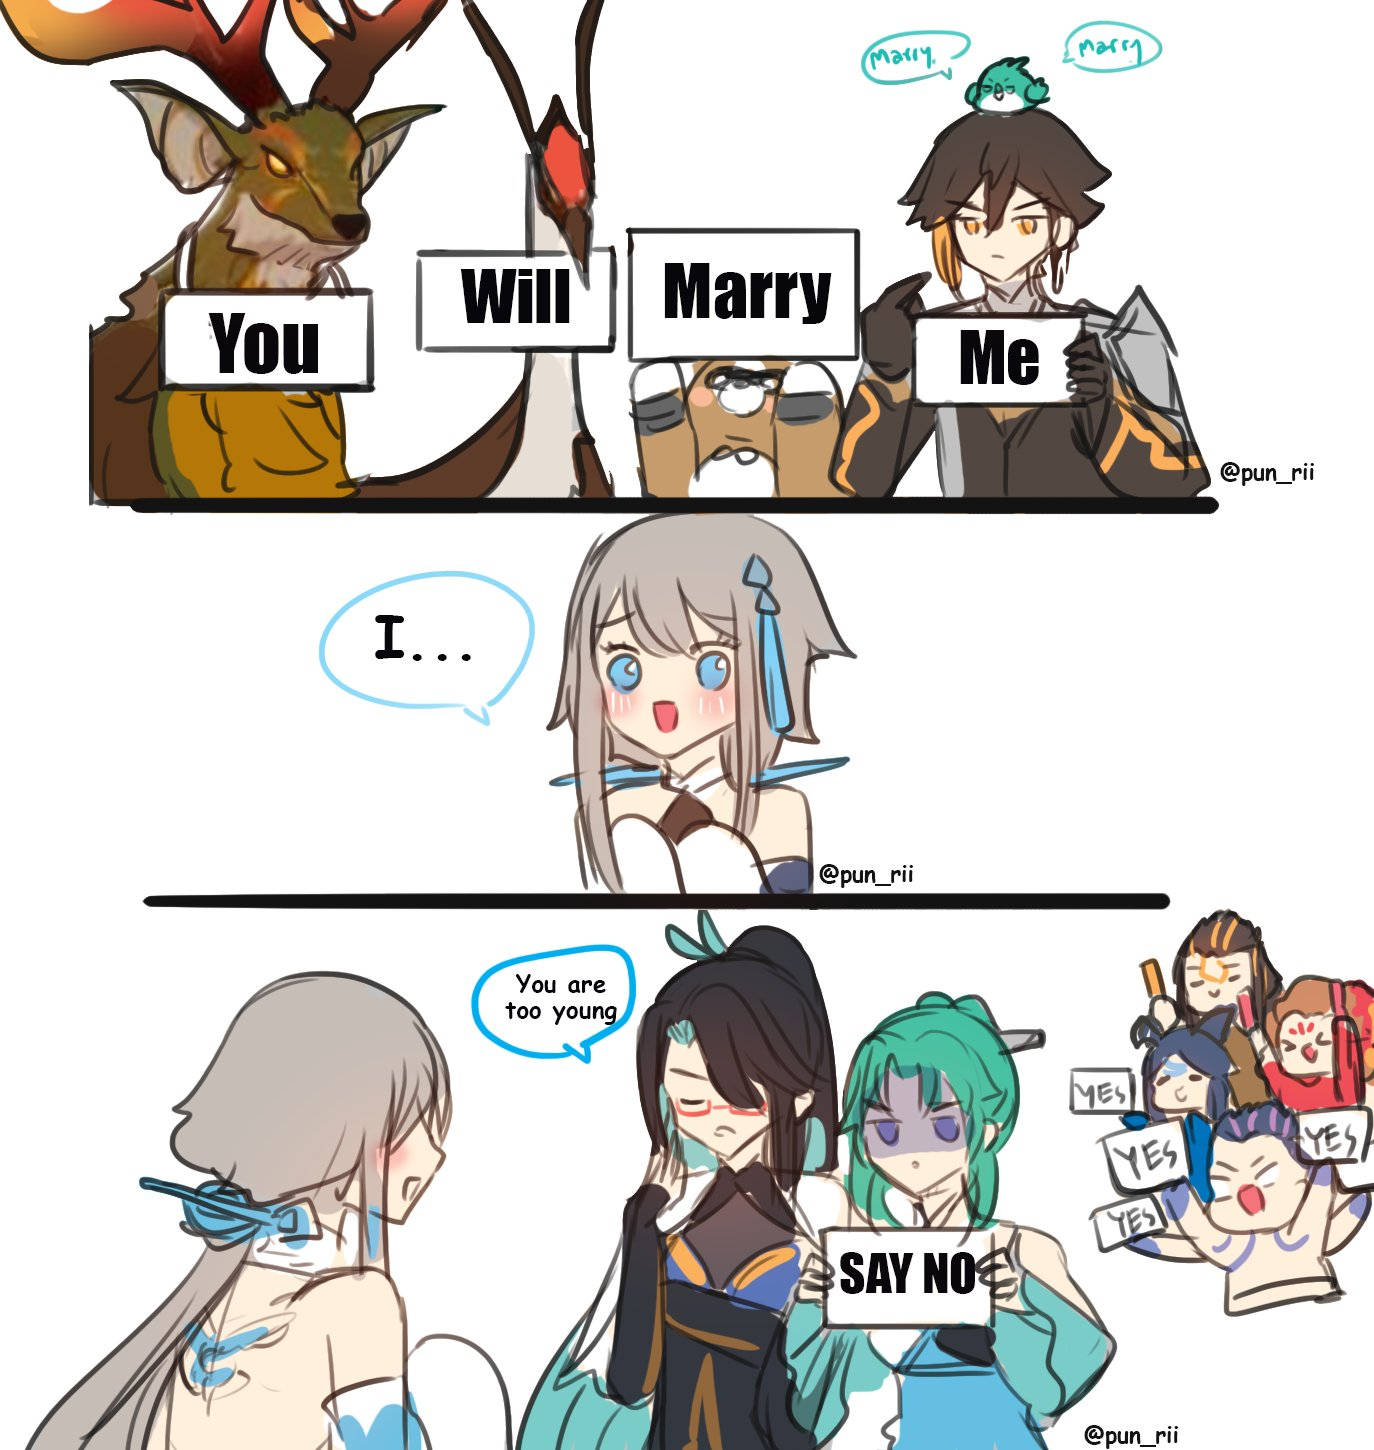 Marry.
Marry
You
Will
Marry
Me
@pun_rii
I...
@pun_rii
You are
too young
SAY NO
YES
YES
YES
YES
@pun_rii